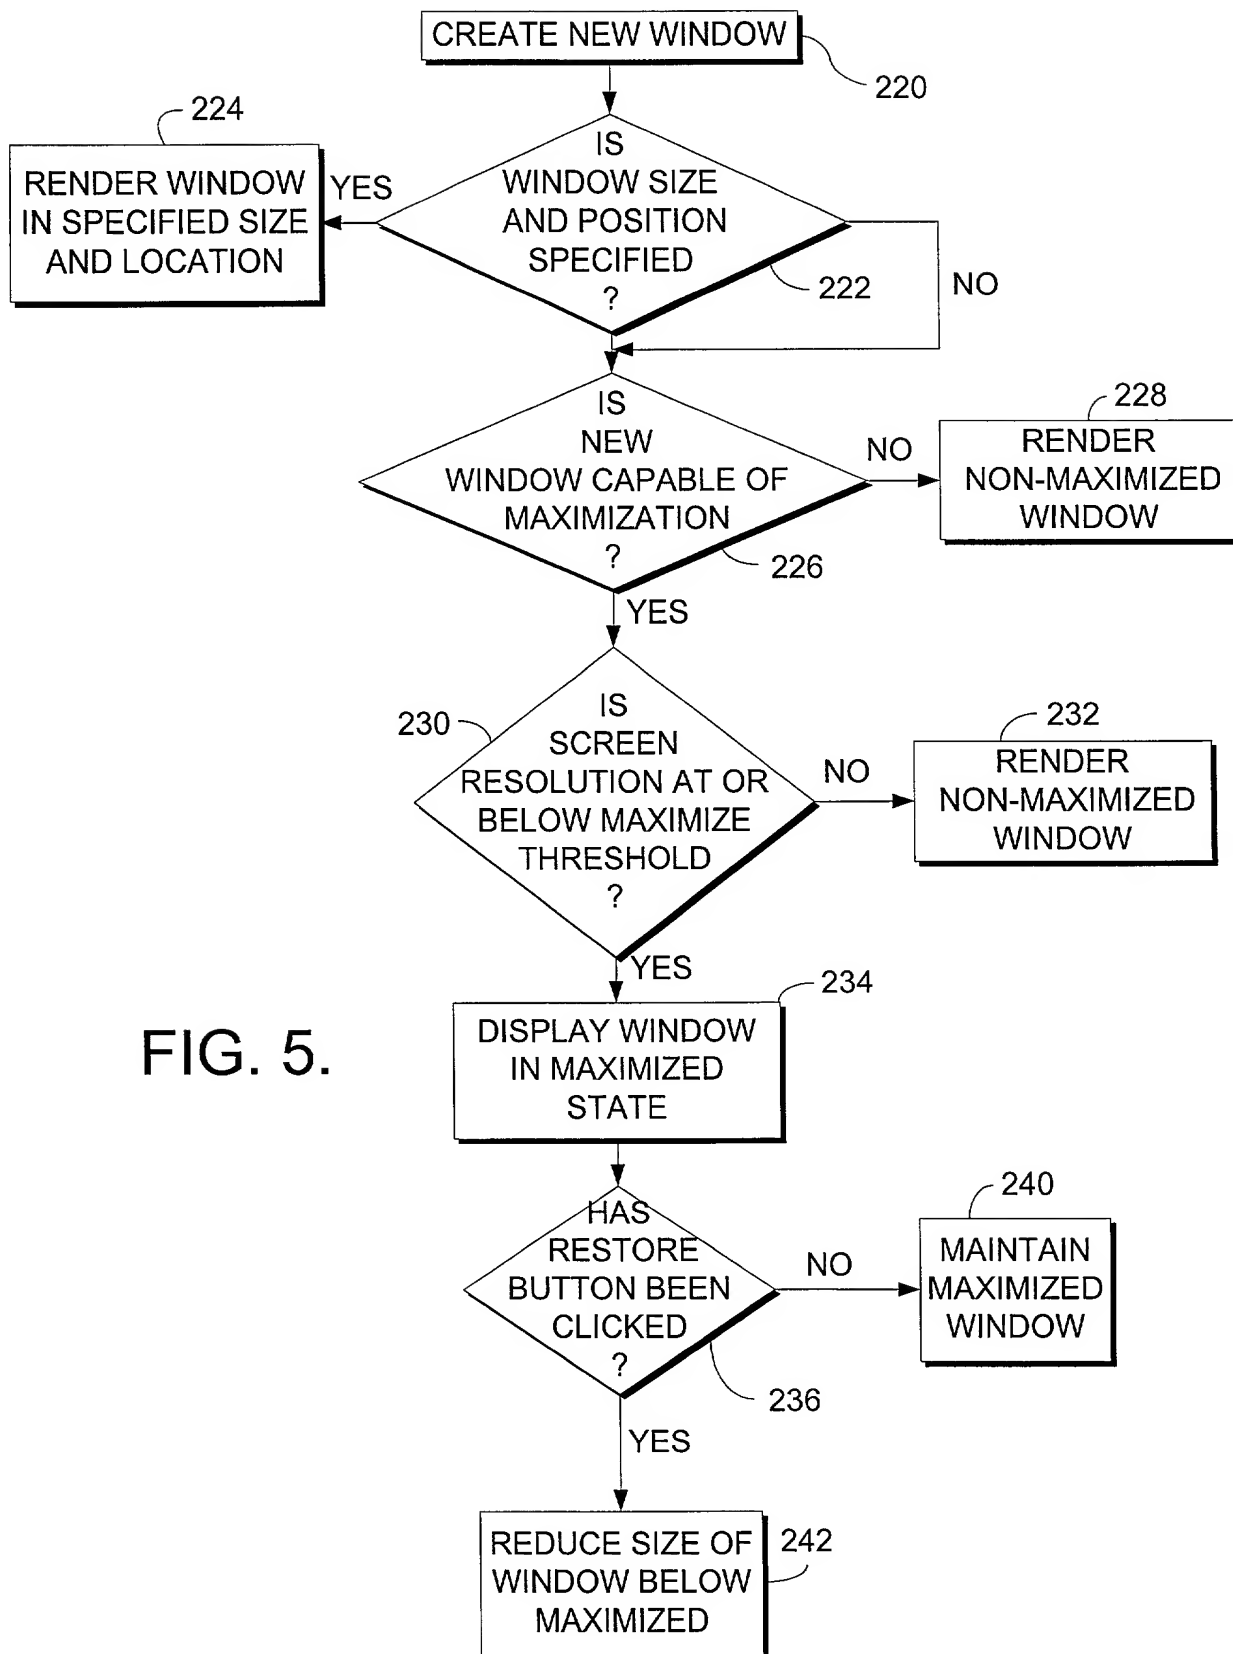 CREATE NEW WINDOW
220
224
RENDER WINDOW
IN SPECIFIED SIZE
AND LOCATION
YES
IS
WINDOW SIZE
AND POSITION
SPECIFIED
?
222
NO
IS
NEW
WINDOW CAPABLE OF
MAXIMIZATION
?
226
NO
228
RENDER
NON-MAXIMIZED
WINDOW
YES
230
IS
SCREEN
RESOLUTION AT OR
BELOW MAXIMIZE
THRESHOLD
?
NO
232
RENDER
NON-MAXIMIZED
WINDOW
YES
234
DISPLAY WINDOW
IN MAXIMIZED
STATE
FIG. 5.
HAS
RESTORE
BUTTON BEEN
CLICKED
?
236
NO
240
MAINTAIN
MAXIMIZED
WINDOW
YES
REDUCE SIZE OF
WINDOW BELOW
MAXIMIZED
242